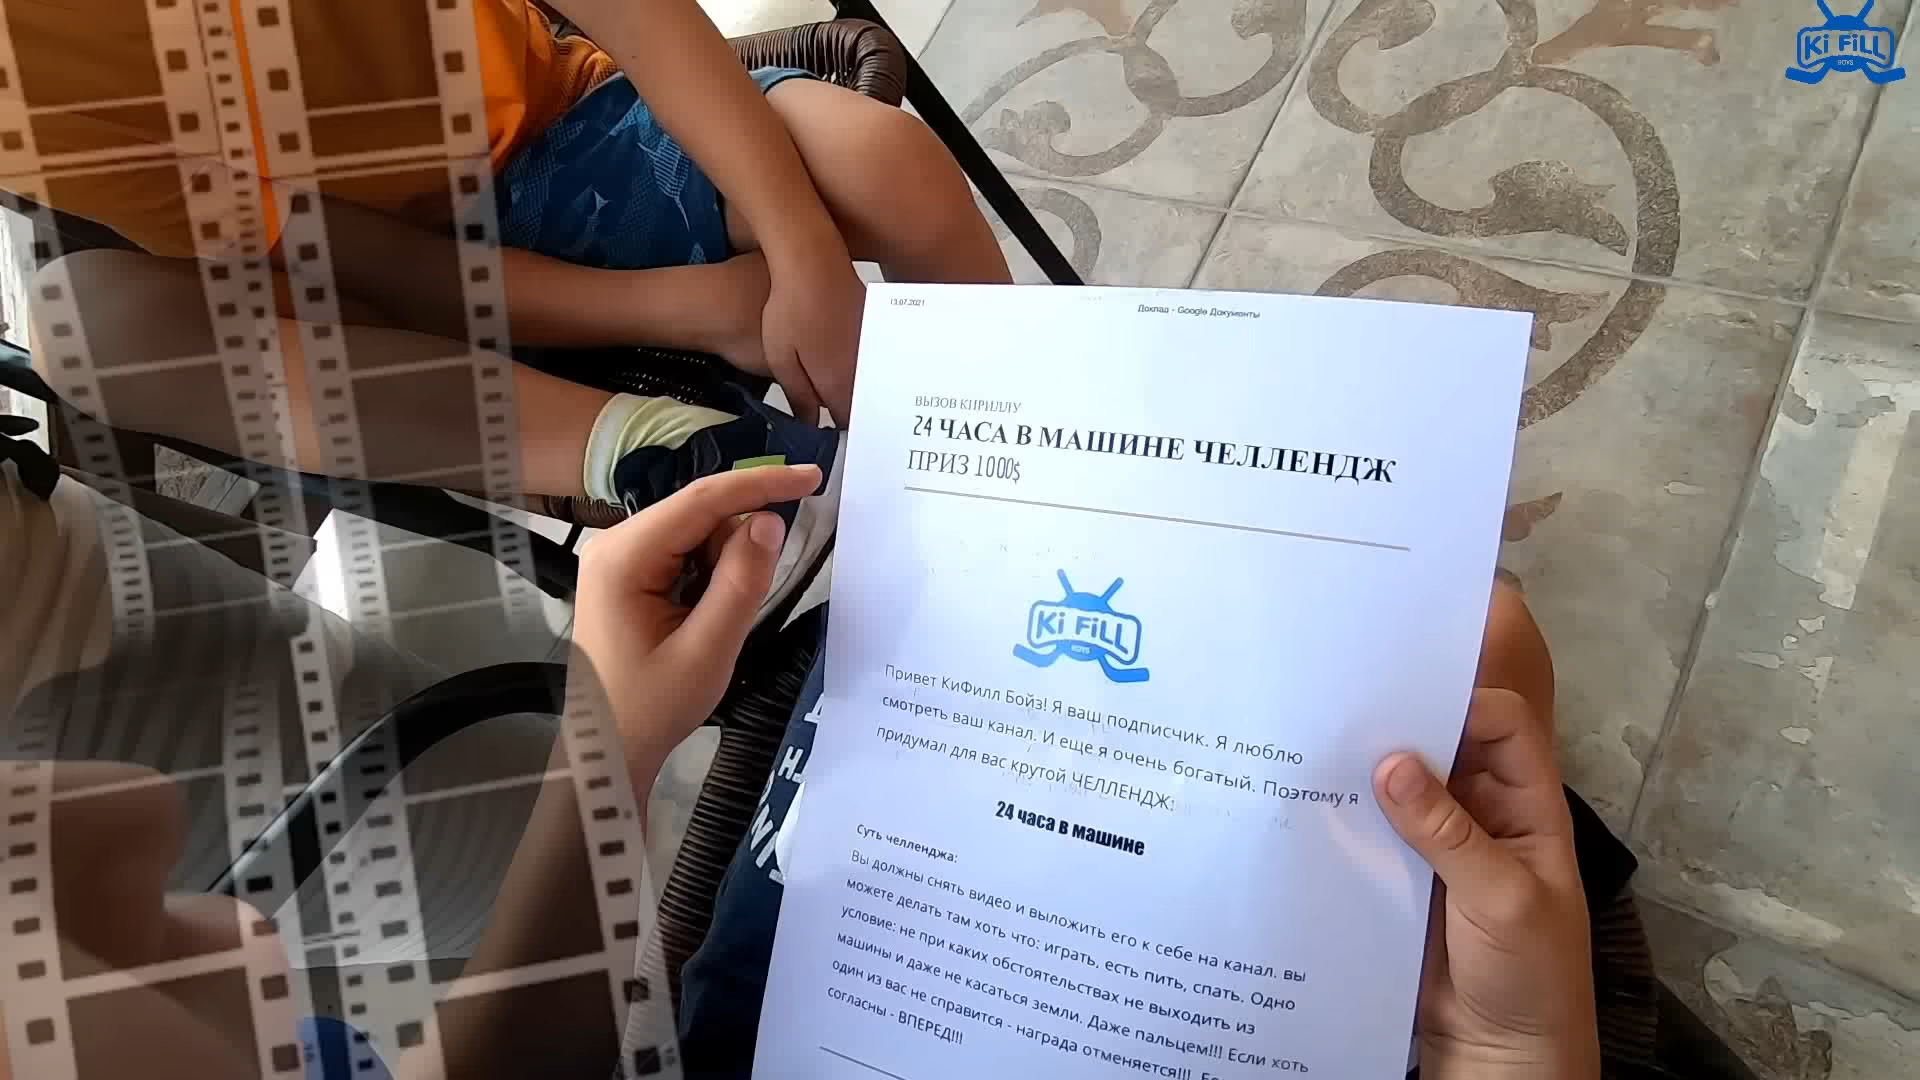 Ki FiLL
BOYS
13.07.2021
Доклад - Google Документы
ВЫЗОВ КИРИЛЛУ
24 ЧАСА В МАШИНЕ ЧЕЛЛЕНДЖ
ПРИЗ 1000$
Ki FiLL
BOYS
Привет КиФилл Бойз! Я ваш подписчик. Я люблю
смотреть ваш канал. И еще я очень богатый. Поэтому я
придумал для вас крутой ЧЕЛЛЕНДЖ:
24 часа в машине
Суть челленджа:
Вы должны снять видео и выложить его к себе на канал. вы
можете делать там хоть что: играть, есть пить, спать. Одно
условие: не при каких обстоятельствах не выходить из
машины и даже не касаться земли. Даже пальцем!!! Если хоть
один из вас не справится - награда отменяется!!!
согласны - ВПЕРЕД!!!